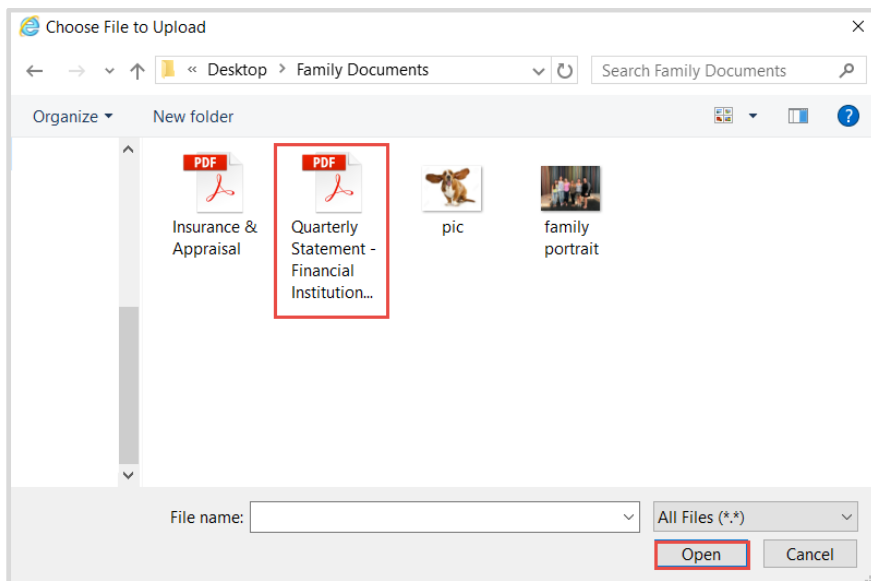 Choose File to Upload
« Desktop > Family Documents
Search Family Documents
Organize
New folder
PDF
Insurance &
Appraisal
PDF
Quarterly
Statement -
Financial
Institution...
pic
family
portrait
File name:
All Files (*.*)
Open
Cancel